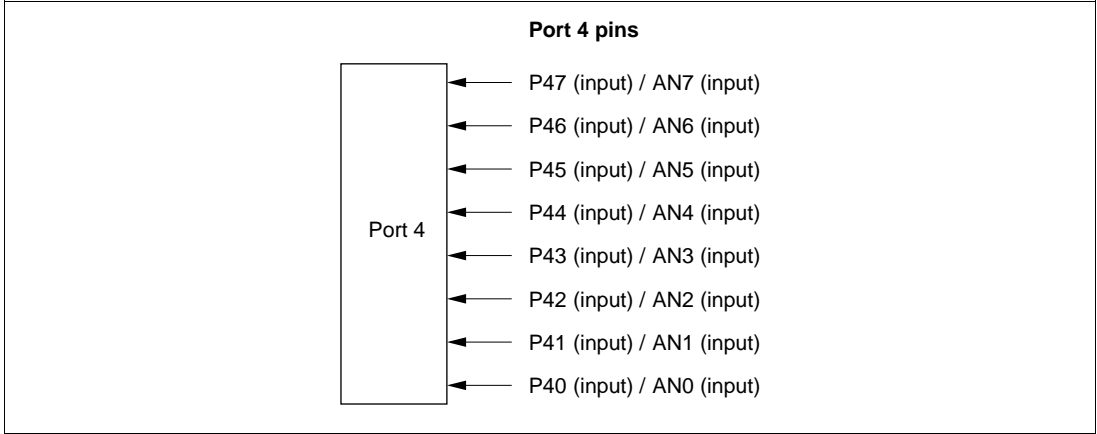 Port 4 pins
P47 (input) / AN7 (input)
P46 (input) / AN6 (input)
P45 (input) / AN5 (input)
P44 (input) / AN4 (input)
Port 4
P43 (input) / AN3 (input)
P42 (input) / AN2 (input)
P41 (input) / AN1 (input)
P40 (input) / AN0 (input)